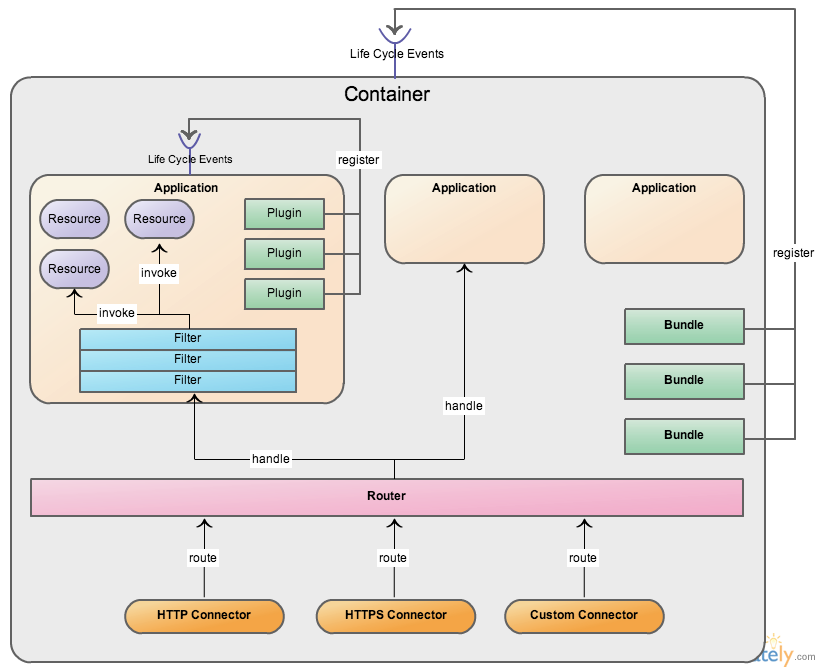 Life Cycle Events
Container
Life Cycle Events
register
Application
Application
Application
Resource
Resource
Plugin
Resource
Plugin
register
invoke
Plugin
invoke
Filter
Filter
Filter
Bundle
Bundle
Bundle
handle
handle
Router
route
route
route
HTTP Connector
HTTPS Connector
Custom Connector
tely.com